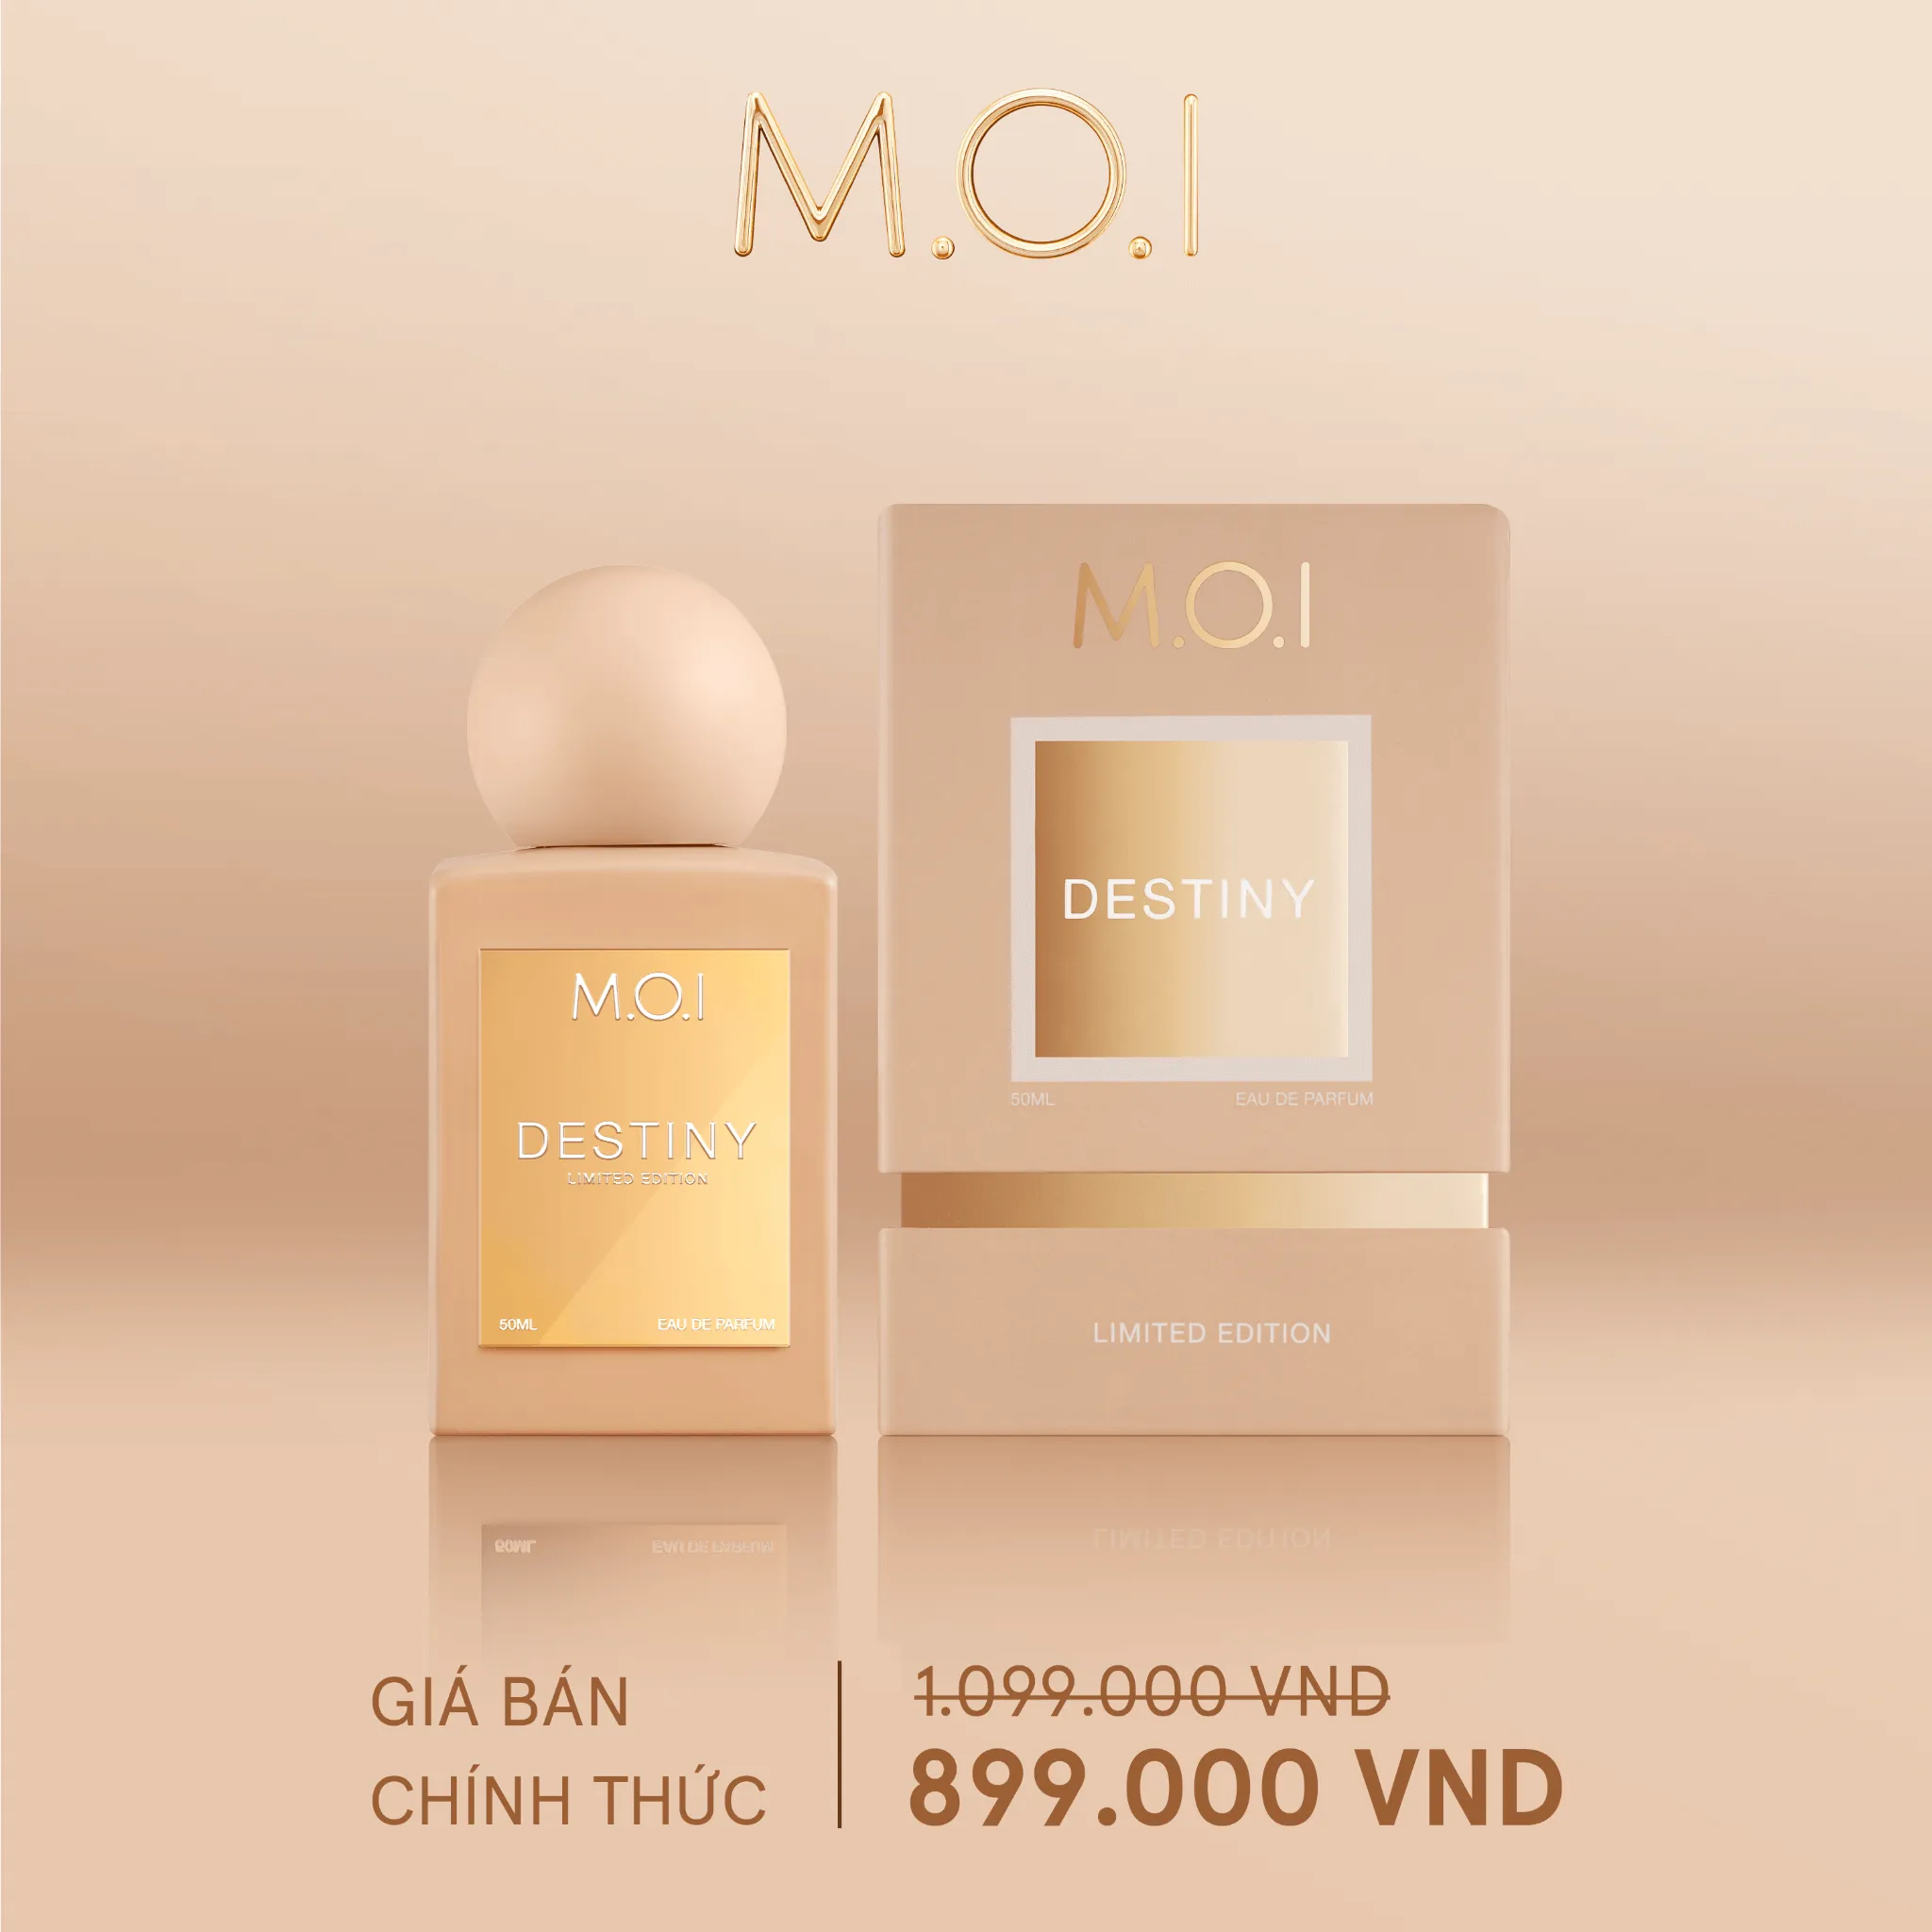 M.O.I
M.O.I
DESTINY
50ML EAU DE PARFUM
LIMITED EDITION
M.O.I
DESTINY
LIMITED EDITION
50ML EAU DE PARFUM
GIÁ BÁN
CHÍNH THỨC
1.099.000 VND
899.000 VND